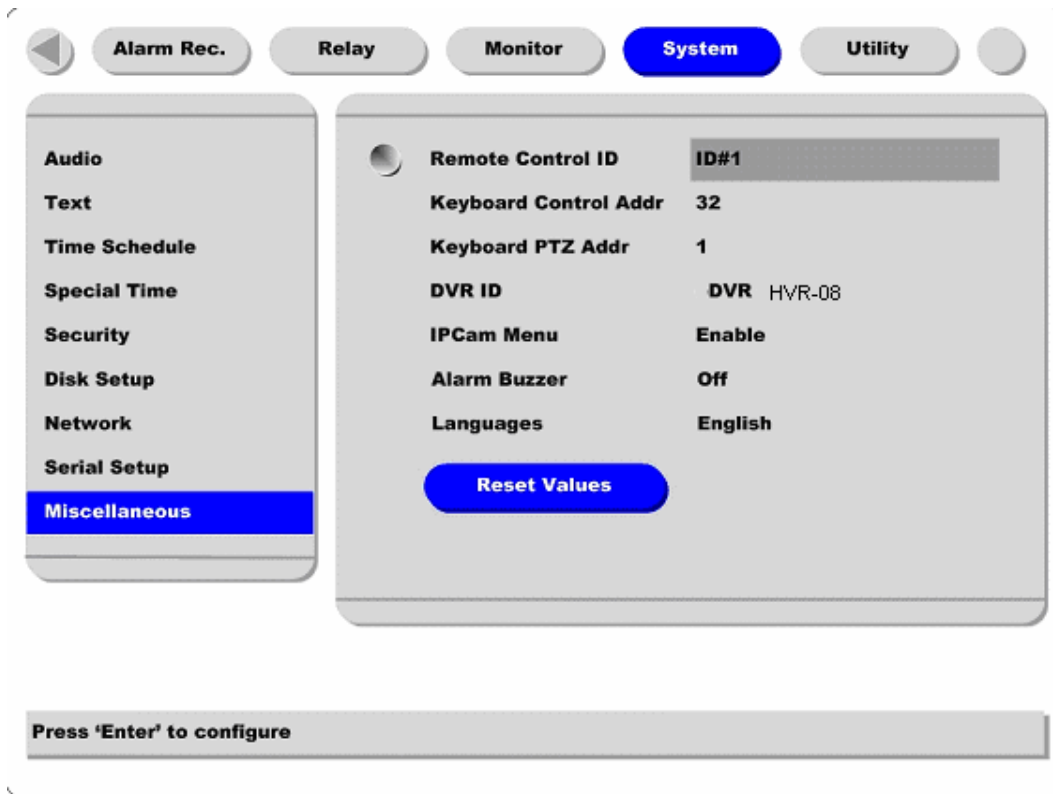 Alarm Rec. Relay Monitor System Utility
Audio
Text
Time Schedule
Special Time
Security
Disk Setup
Network
Serial Setup
Miscellaneous
Remote Control ID ID#1
Keyboard Control Addr 32
Keyboard PTZ Addr 1
DVR ID DVR HVR-08
IPCam Menu Enable
Alarm Buzzer Off
Languages English
Reset Values
Press ‘Enter’ to configure